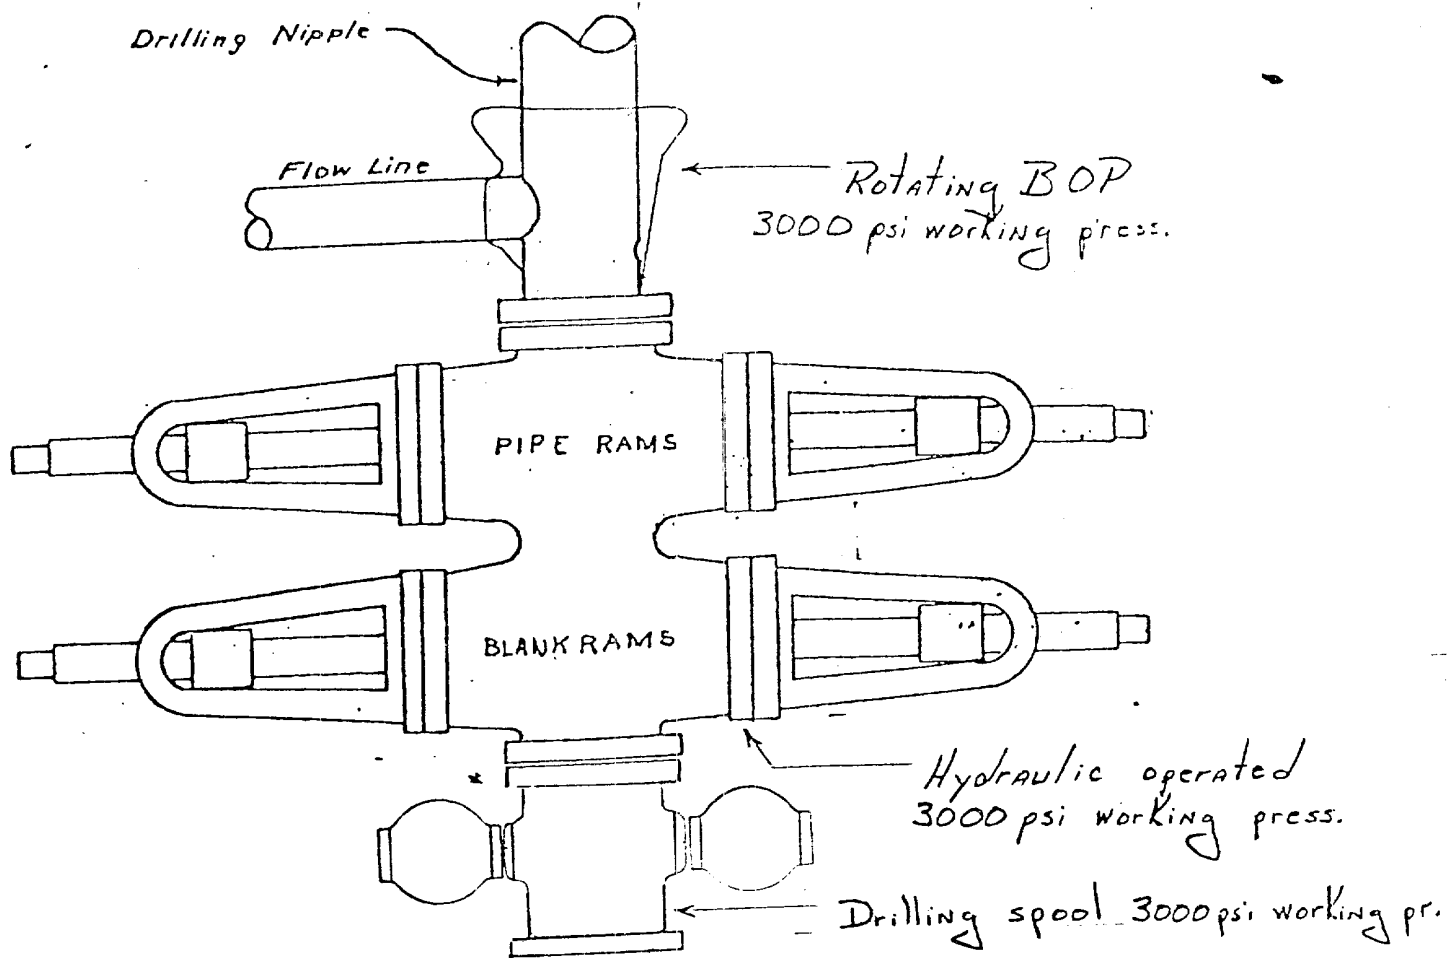 Drilling Nipple
Flow Line
Rotating BOP
3000 psi working press.
PIPE RAMS
BLANK RAMS
Hydraulic operated
3000 psi working press.
Drilling spool 3000 psi working pr.